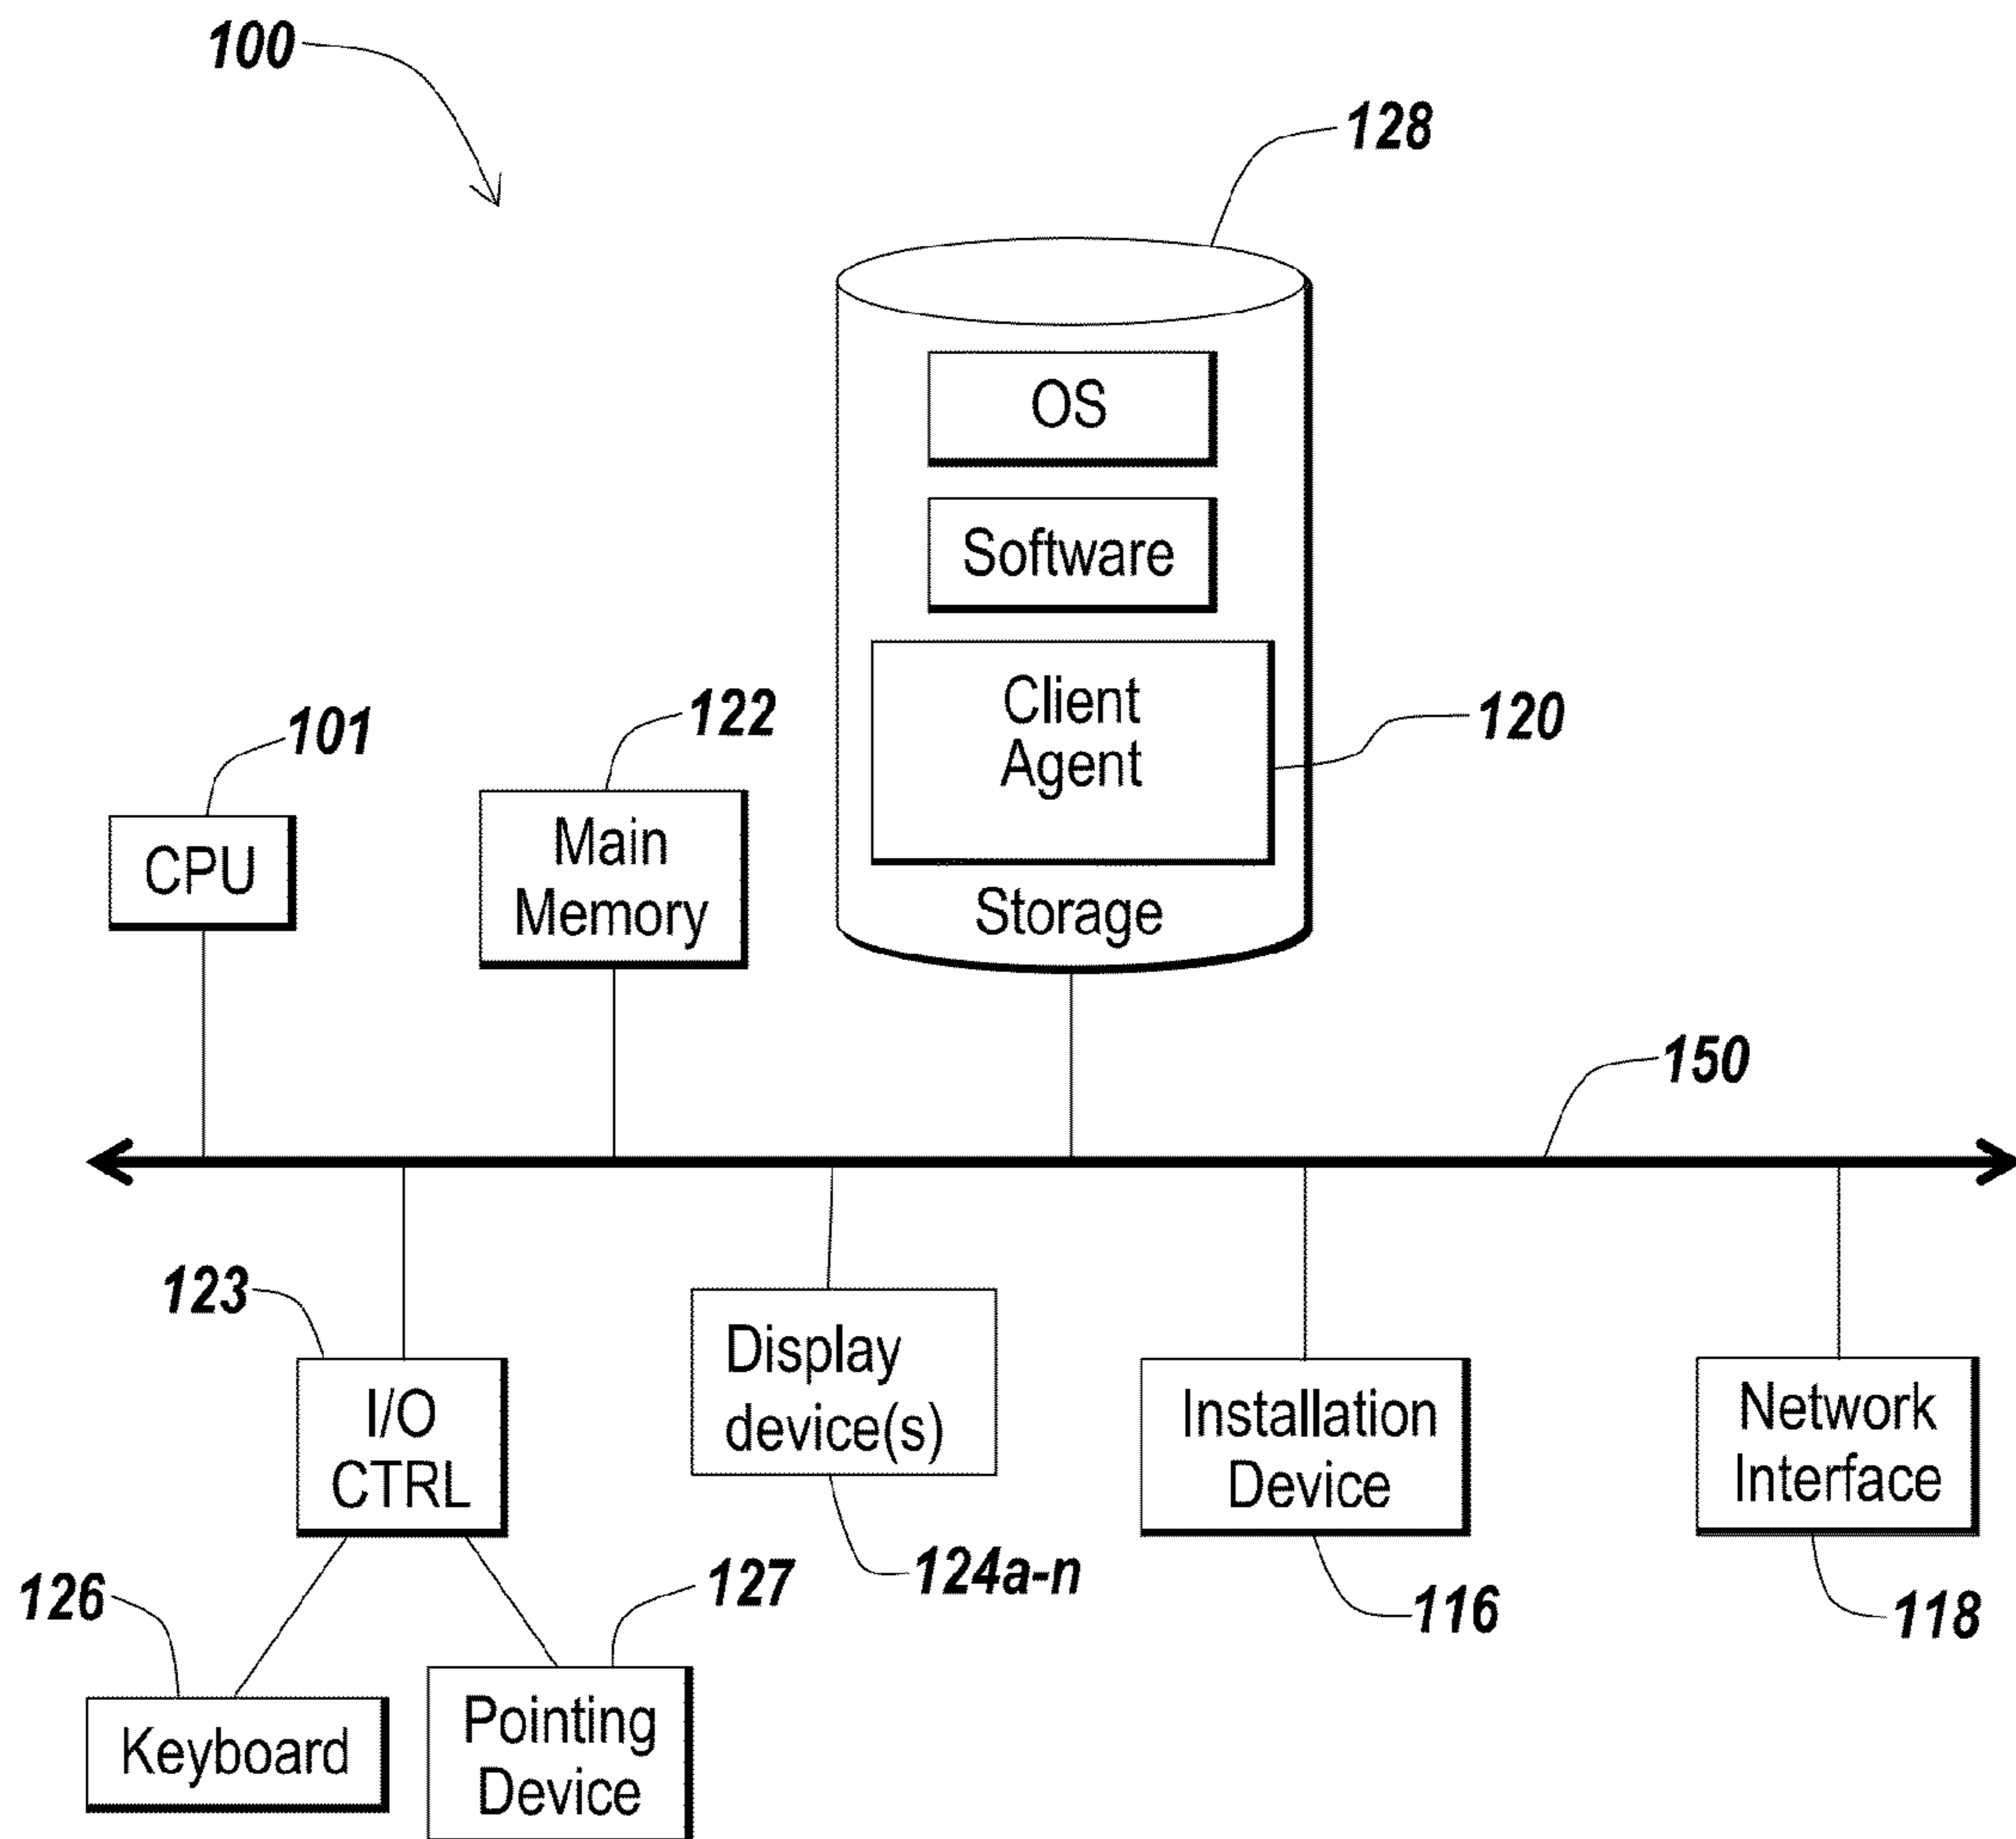 100
128
OS
Software
Client
Agent
120
Storage
101
CPU
122
Main
Memory
150
123
I/O
CTRL
Display
device(s)
124a-n
Installation
Device
116
Network
Interface
118
126
Keyboard
127
Pointing
Device